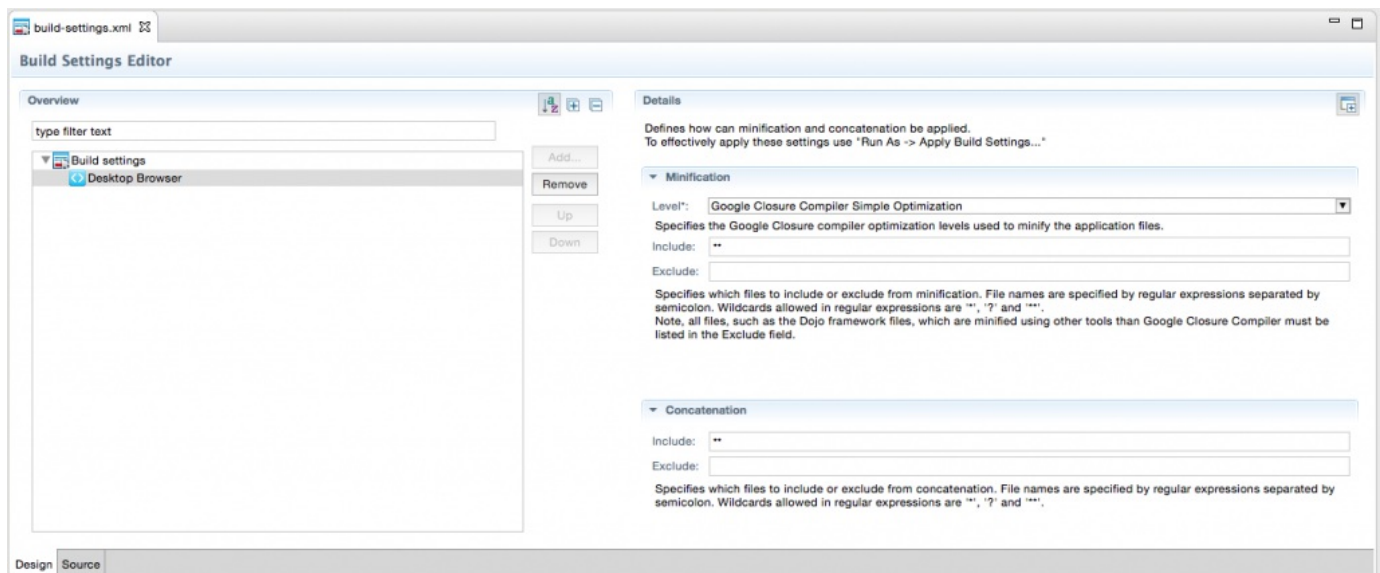 build-settings.xml
Build Settings Editor
Overview
type filter text
Build settings
Desktop Browser
Add...
Remove
Up
Down
Details
Defines how can minification and concatenation be applied.
To effectively apply these settings use "Run As -> Apply Build Settings..."
Minification
Level*: Google Closure Compiler Simple Optimization
Specifies the Google Closure compiler optimization levels used to minify the application files.
Include: **
Exclude:
Specifies which files to include or exclude from minification. File names are specified by regular expressions separated by
semicolon. Wildcards allowed in regular expressions are '*', '?' and '**'.
Note, all files, such as the Dojo framework files, which are minified using other tools than Google Closure Compiler must be
listed in the Exclude field.
Concatenation
Include: **
Exclude:
Specifies which files to include or exclude from concatenation. File names are specified by regular expressions separated by
semicolon. Wildcards allowed in regular expressions are '*', '?' and '**'.
Design Source